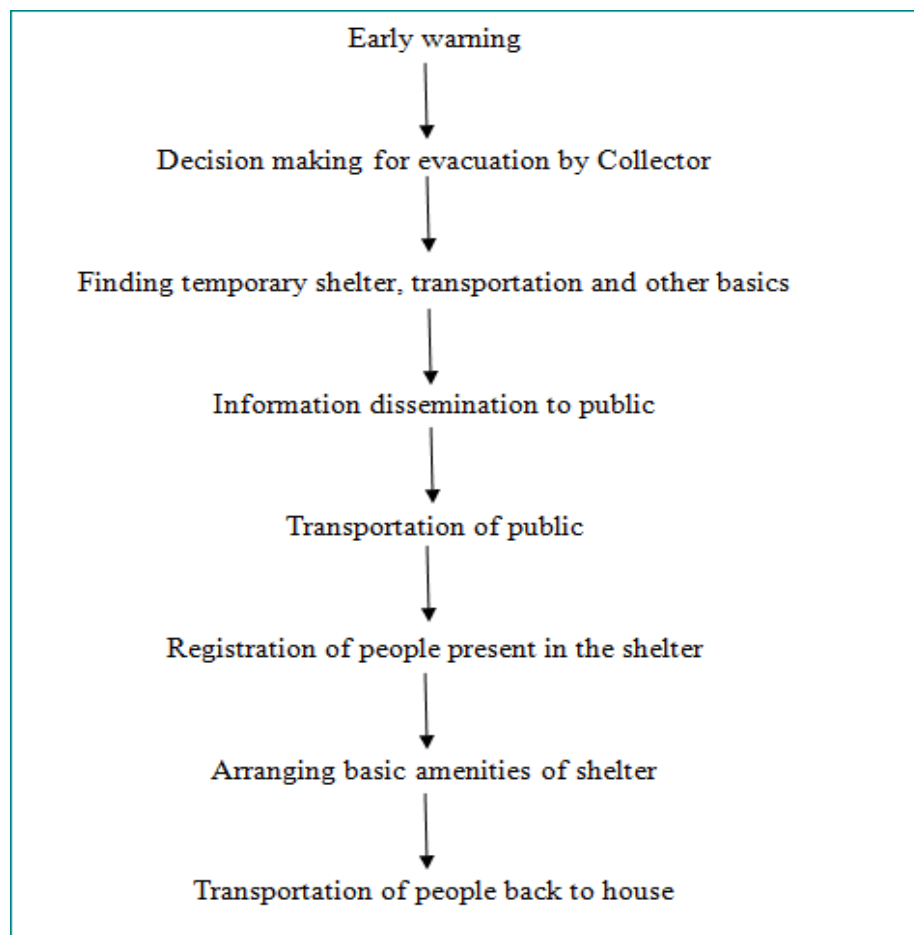 Early warning
Decision making for evacuation by Collector
Finding temporary shelter, transportation and other basics
Information dissemination to public
Transportation of public
Registration of people present in the shelter
Arranging basic amenities of shelter
Transportation of people back to house